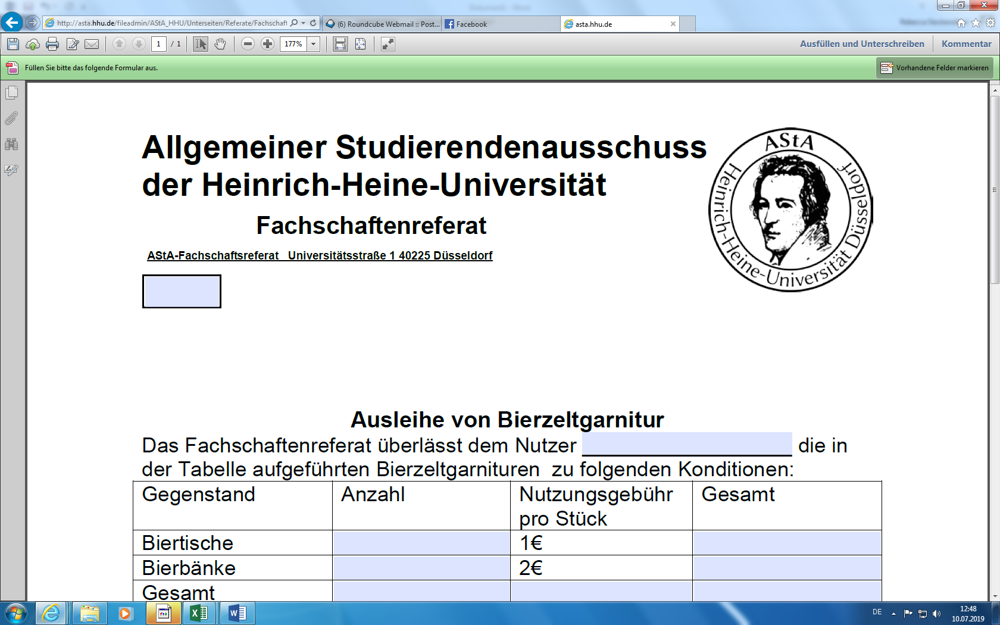 http://asta.hhu.de/fileadmin/AStA_HHU/Unterseiten/Referate/Fachschaft
(6) Roundcube Webmail :: Post...
Facebook
asta.hhu.de
1 / 1
177%
Ausfüllen und Unterschreiben
Kommentar
Füllen Sie bitte das folgende Formular aus.
Vorhandene Felder markieren
Allgemeiner Studierendenausschuss
der Heinrich-Heine-Universität
Fachschaftenreferat
AStA-Fachschaftsreferat Universitätsstraße 1 40225 Düsseldorf
AStA
Heinrich-Heine-Universität Düsseldorf
Ausleihe von Bierzeltgarnitur
Das Fachschaftenreferat überlässt dem Nutzer die in
der Tabelle aufgeführten Bierzeltgarnituren zu folgenden Konditionen:
Gegenstand Anzahl Nutzungsgebühr pro Stück Gesamt
Biertische 1€
Bierbänke 2€
Gesamt
DE
12:48
10.07.2019